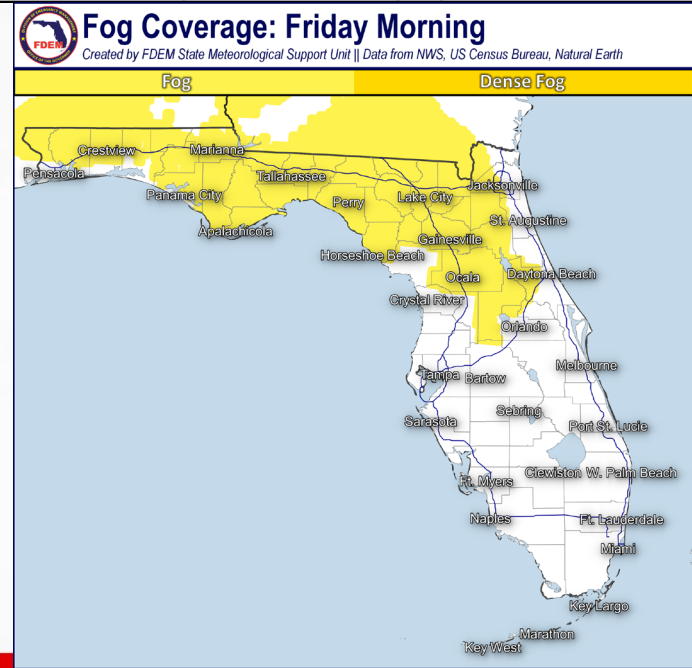 Fog Coverage: Friday Morning
FDEM
Created by FDEM State Meteorological Support Unit || Data from NWS, US Census Bureau, Natural Earth
Fog
Dense Fog
Crestview
Marianna
Pensacola
Tallahassee
Jacksonville
Panama City
Perry
Lake City
St. Augustine
Apalachicola
Gainesville
Horseshoe Beach
Ocala
Daytona Beach
Crystal River
Orlando
Melbourne
Tampa
Bartow
Sebring
Sarasota
Port St. Lucie
Clewiston
W. Palm Beach
Ft. Myers
Naples
Ft. Lauderdale
Miami
Key Largo
Marathon
Key West